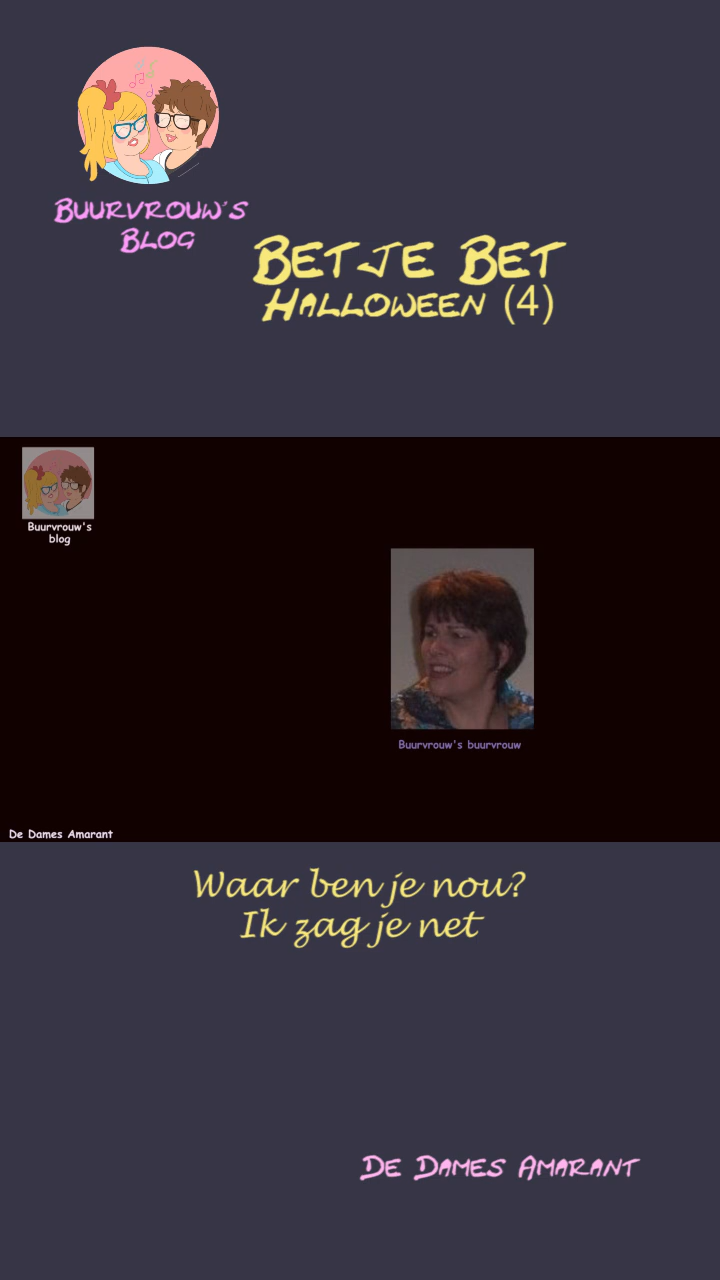 Buurvrouw's
Blog
Betje Bet
Halloween (4)
Buurvrouw's
blog
Buurvrouw's buurvrouw
De Dames Amarant
Waar ben je nou?
Ik zag je net
De Dames Amarant